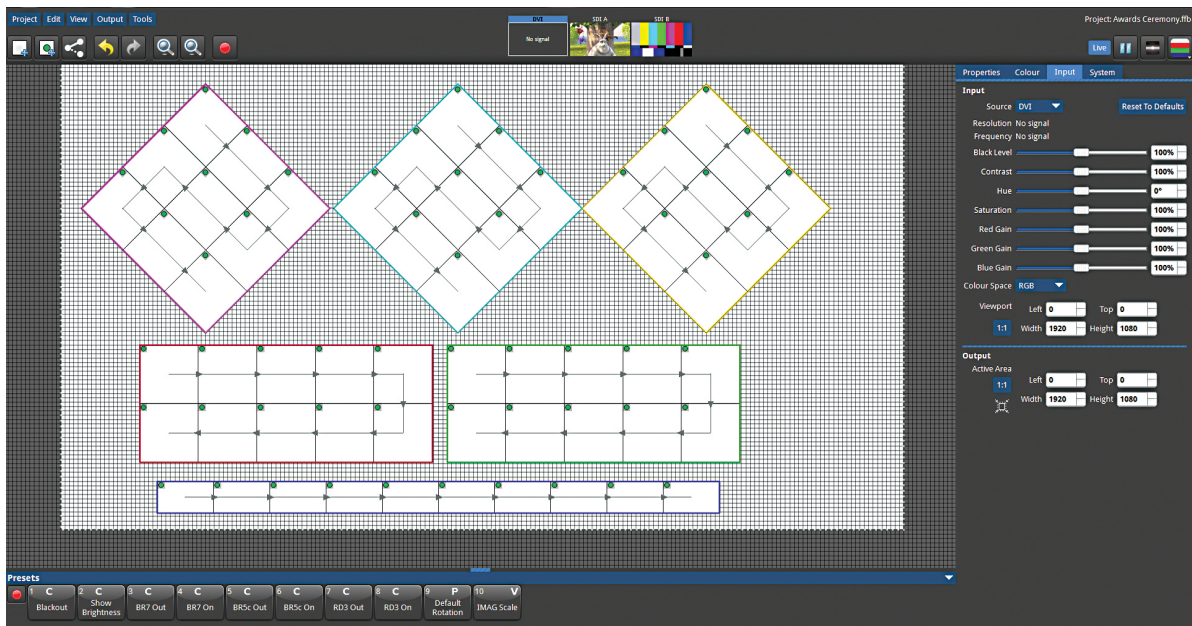 Project Edit View Output Tools
DVI SDI A SDI B
No signal
Project: Awards Ceremony.ffb
Live
Properties Colour Input System
Input
Source DVI Reset To Defaults
Resolution No signal
Frequency No signal
Black Level 100%
Contrast 100%
Hue 0°
Saturation 100%
Red Gain 100%
Green Gain 100%
Blue Gain 100%
Colour Space RGB
Viewport Left 0 Top 0
1:1 Width 1920 Height 1080
Output
Active Area
1:1 Left 0 Top 0
Width 1920 Height 1080
Presets
1 C 2 C 3 C 4 C 5 C 6 C 7 C 8 C 9 P 10 V
Blackout Show Brightness BR7 Out BR7 On BR5c Out BR5c On RD3 Out RD3 On Default Rotation IMAG Scale